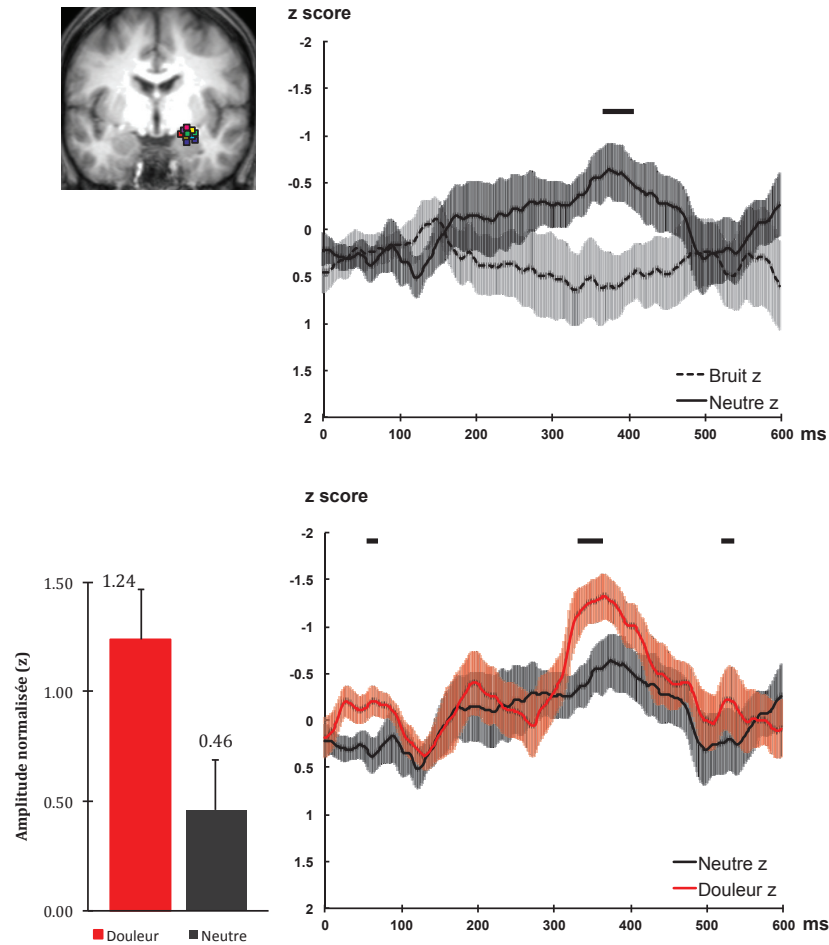 z score
-2
-1.5
-1
-0.5
0
0.5
1
1.5
2
Bruit z
Neutre z
0 100 200 300 400 500 600 ms
z score
-2
-1.5
-1
-0.5
0
0.5
1
1.5
2
Neutre z
Douleur z
0 100 200 300 400 500 600 ms
Amplitude normalisée (z)
1.50
1.00
0.50
0.00
1.24
0.46
Douleur Neutre